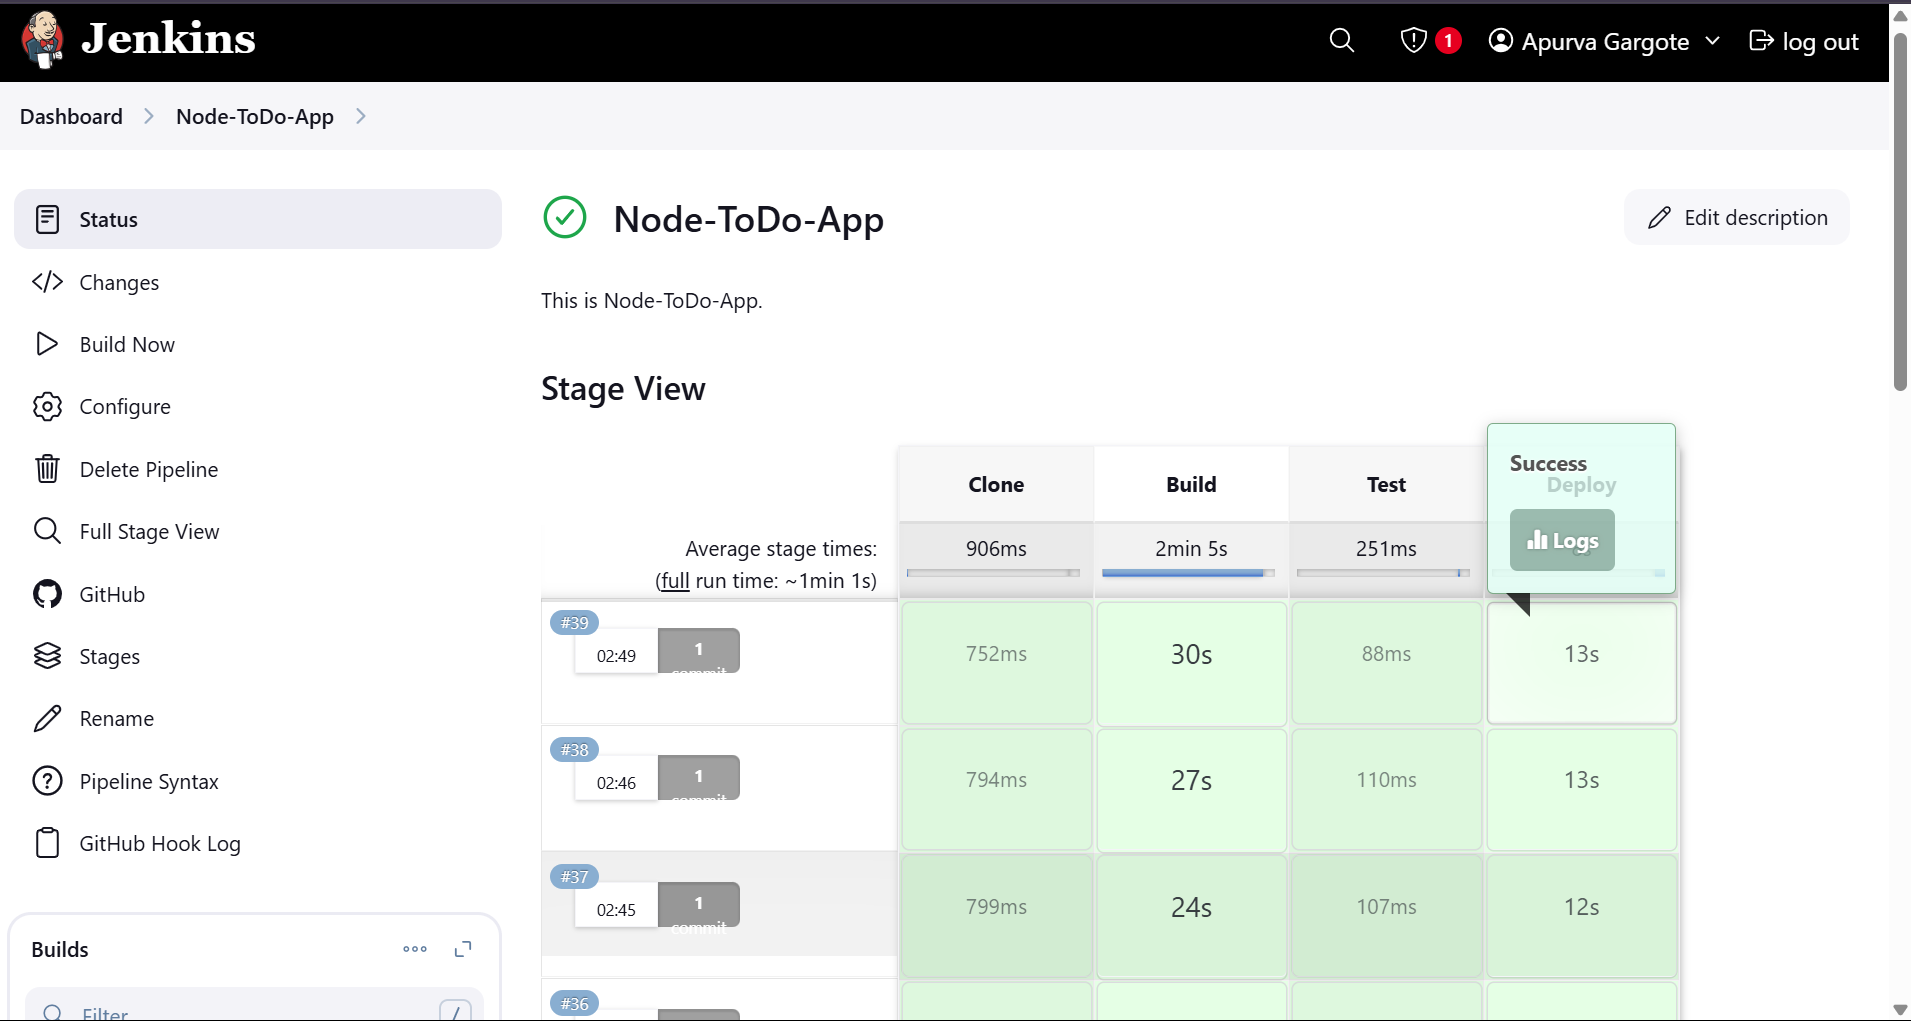 Jenkins
1
Apurva Gargote
log out
Dashboard
Node-ToDo-App
Status
Changes
Build Now
Configure
Delete Pipeline
Full Stage View
GitHub
Stages
Rename
Pipeline Syntax
GitHub Hook Log
Builds
Filter
/
Node-ToDo-App
Edit description
This is Node-ToDo-App.
Stage View
Clone Build Test Deploy
Success
Logs
Average stage times: 906ms 2min 5s 251ms
(full run time: ~1min 1s)
#39
02:49 1 commit 752ms 30s 88ms 13s
#38
02:46 1 commit 794ms 27s 110ms 13s
#37
02:45 1 commit 799ms 24s 107ms 12s
#36